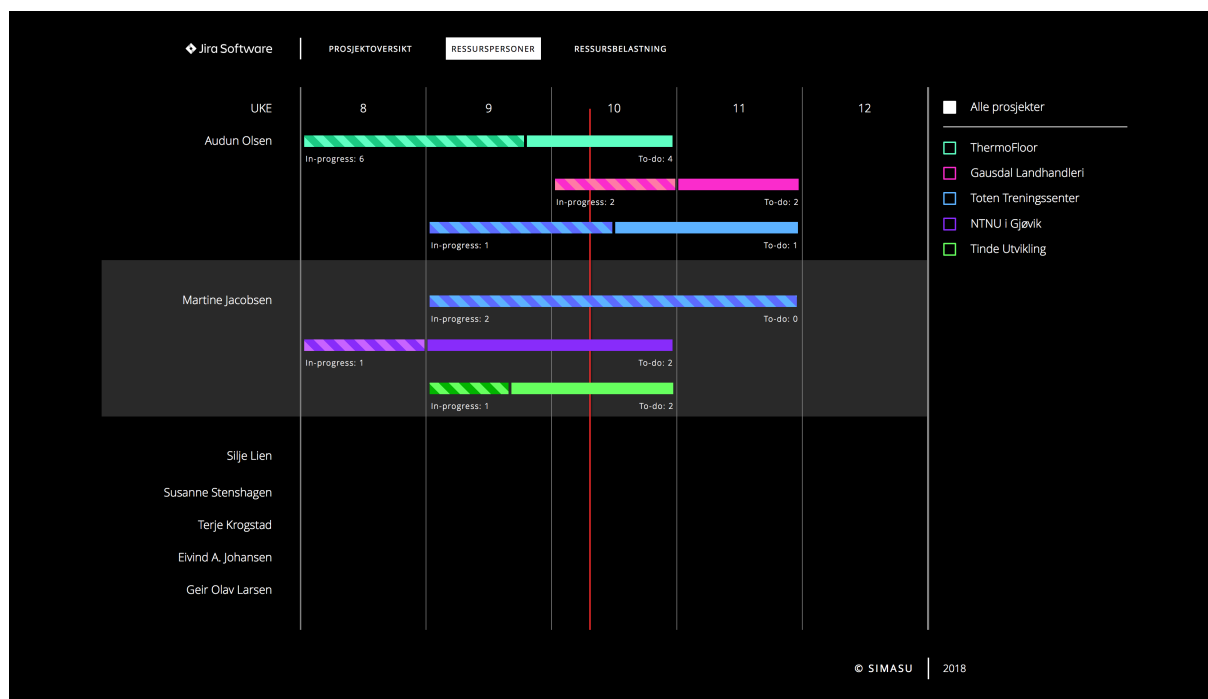 Jira Software
PROSJEKTOVERSIKT
RESSURSPERSONER
RESSURSBELASTNING
UKE 8 9 10 11 12
Audun Olsen
In-progress: 6 To-do: 4
In-progress: 2 To-do: 2
In-progress: 1 To-do: 1
Martine Jacobsen
In-progress: 2 To-do: 0
In-progress: 1 To-do: 2
In-progress: 1 To-do: 2
Silje Lien
Susanne Stenshagen
Terje Krogstad
Eivind A. Johansen
Geir Olav Larsen
Alle prosjekter
ThermoFloor
Gausdal Landhandleri
Toten Treningssenter
NTNU i Gjøvik
Tinde Utvikling
© SIMASU 2018